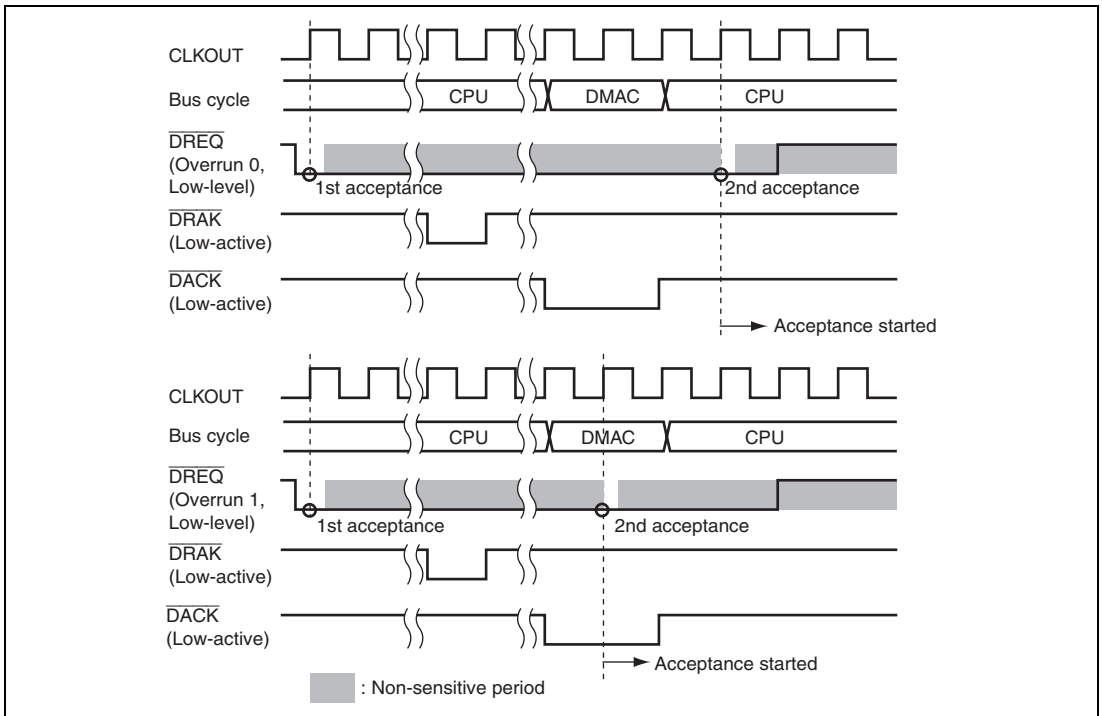 CLKOUT
Bus cycle CPU DMAC CPU
DREQ
(Overrun 0,
Low-level)
1st acceptance 2nd acceptance
DRAK
(Low-active)
DACK
(Low-active)
Acceptance started
CLKOUT
Bus cycle CPU DMAC CPU
DREQ
(Overrun 1,
Low-level)
1st acceptance 2nd acceptance
DRAK
(Low-active)
DACK
(Low-active)
Acceptance started
: Non-sensitive period